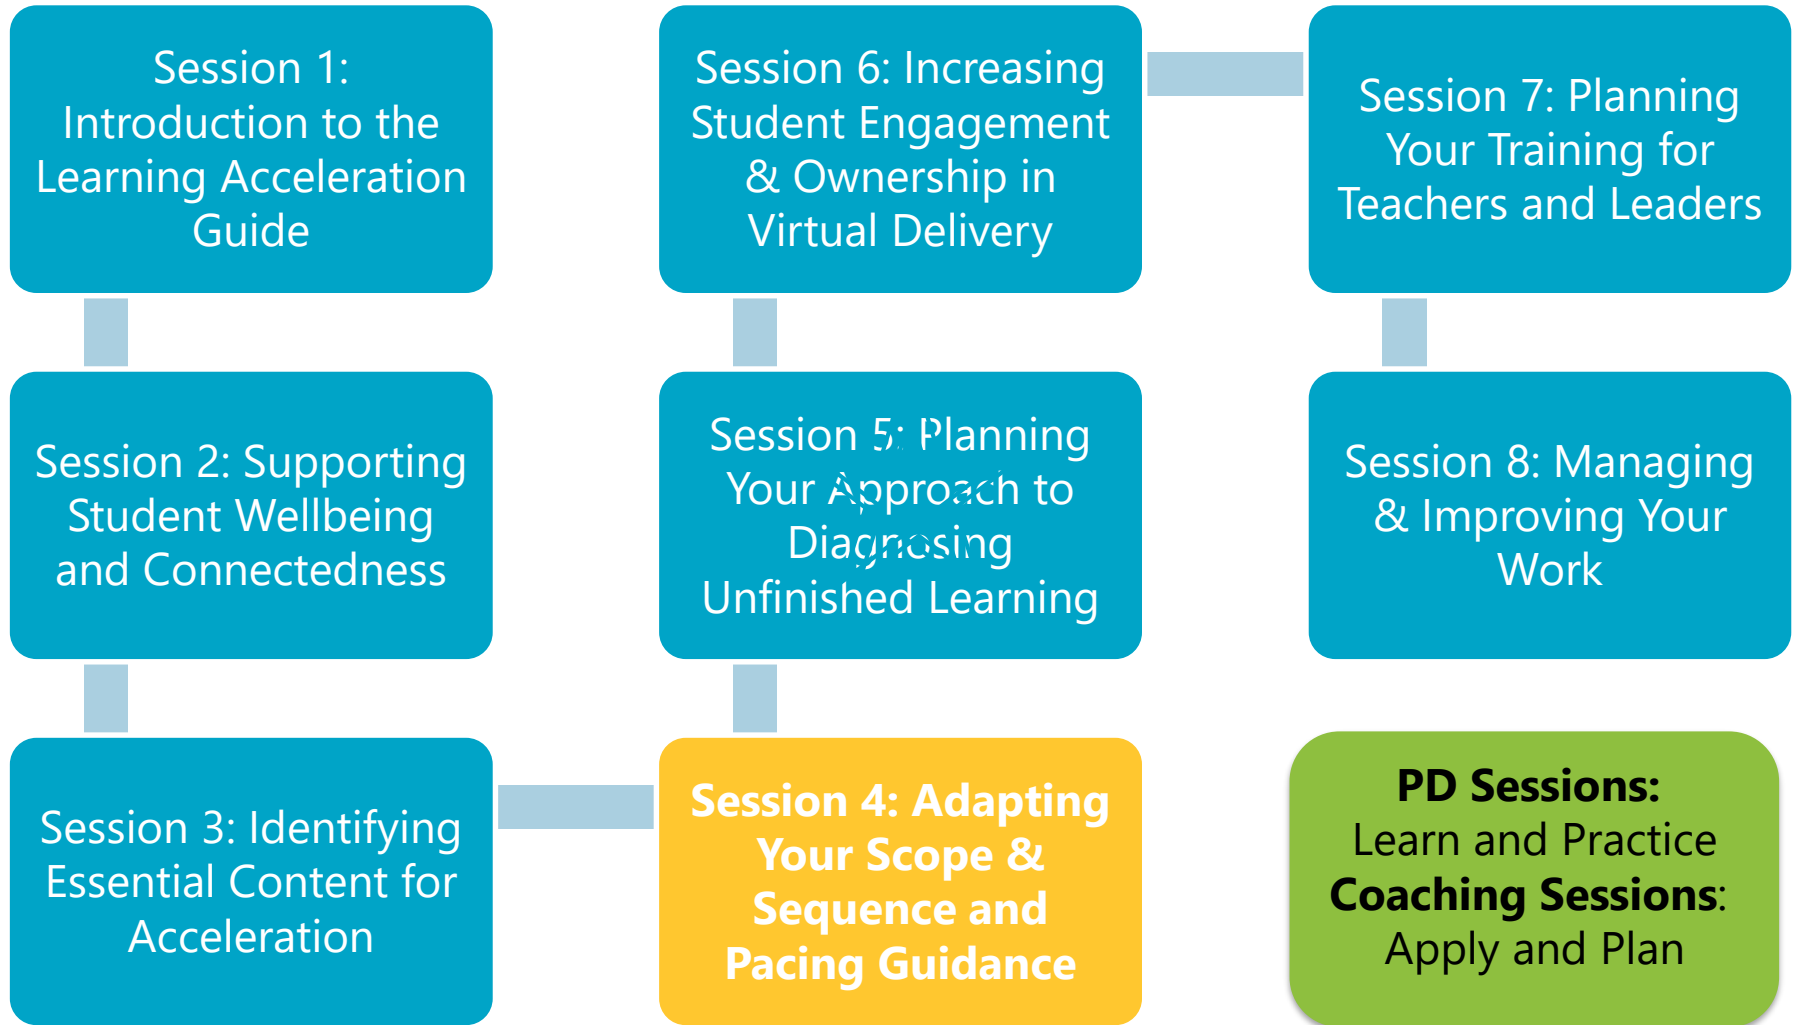 Session 1:
Introduction to the
Learning Acceleration
Guide
Session 2: Supporting
Student Wellbeing
and Connectedness
Session 3: Identifying
Essential Content for
Acceleration
Session 4: Adapting
Your Scope &
Sequence and
Pacing Guidance
Session 5: Planning
Your Approach to
Diagnosing
Unfinished Learning
Session 6: Increasing
Student Engagement
& Ownership in
Virtual Delivery
Session 7: Planning
Your Training for
Teachers and Leaders
Session 8: Managing
& Improving Your
Work
PD Sessions:
Learn and Practice
Coaching Sessions:
Apply and Plan